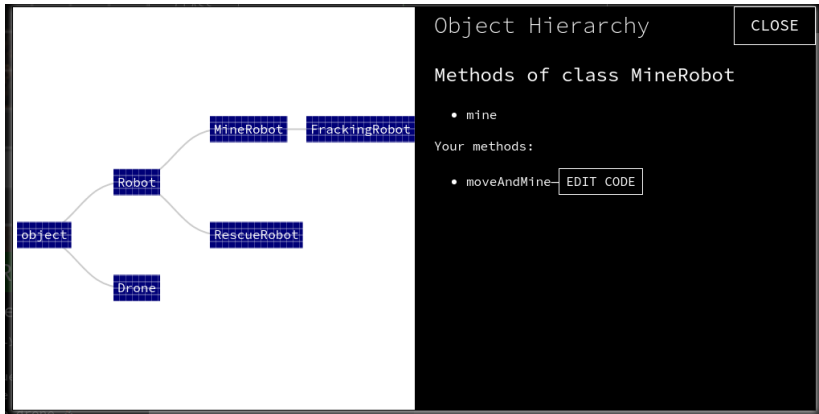 Object Hierarchy
CLOSE
Methods of class MineRobot
• mine
Your methods:
• moveAndMine—EDIT CODE
MineRobot
FrackingRobot
Robot
object
RescueRobot
Drone